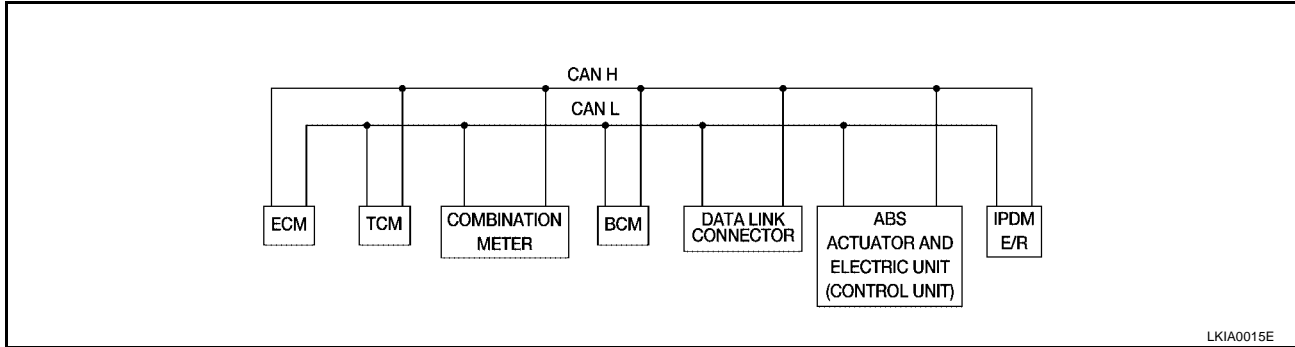 CAN H
CAN L
ECM
TCM
COMBINATION
METER
BCM
DATA LINK
CONNECTOR
ABS
ACTUATOR AND
ELECTRIC UNIT
(CONTROL UNIT)
IPDM
E/R
LKIA0015E